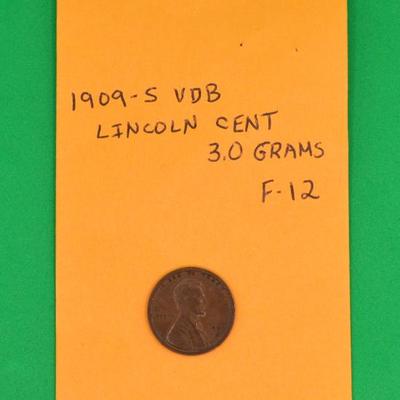 1909-S VDB
LINCOLN CENT
3.0 GRAMS
F-12